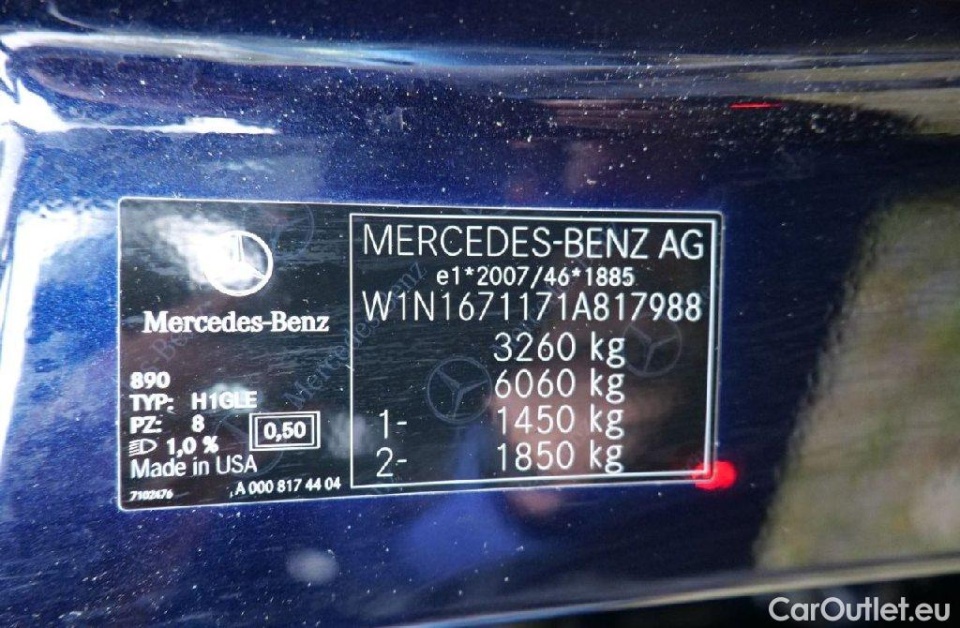 Mercedes-Benz
890
TYP: H1GLE
PZ: 8
1,0 %
0,50
Made in USA
7102476
A 000 817 44 04
MERCEDES-BENZ AG
e1*2007/46*1885
W1N1671171A817988
3260 kg
6060 kg
1- 1450 kg
2- 1850 kg
CarOutlet.eu